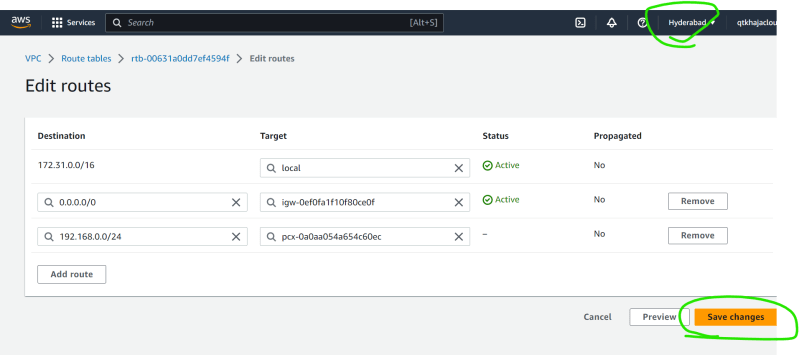 aws Services Search [Alt+S] Hyderabad qtkhajaclou
VPC > Route tables > rtb-00631a0dd7ef4594f > Edit routes
Edit routes
Destination Target Status Propagated
172.31.0.0/16 local Active No
0.0.0.0/0 igw-0ef0fa1f10f80ce0f Active No Remove
192.168.0.0/24 pcx-0a0aa054a654c60ec – No Remove
Add route
Cancel Preview Save changes